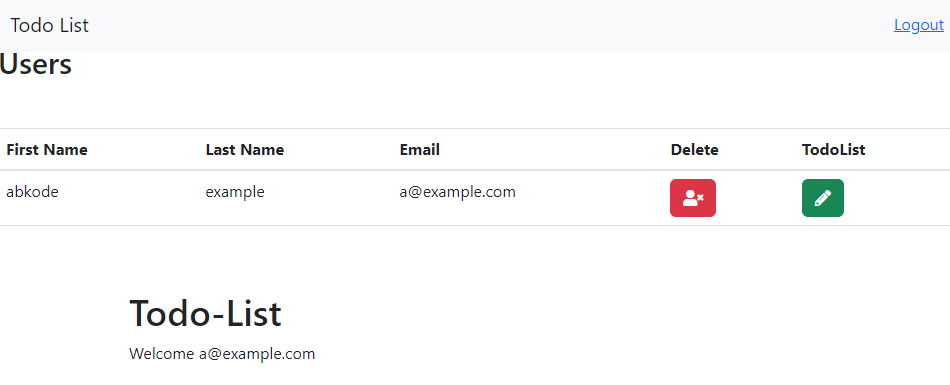 Todo List Logout
Users
First Name Last Name Email Delete TodoList
abkode example a@example.com
Todo-List
Welcome a@example.com